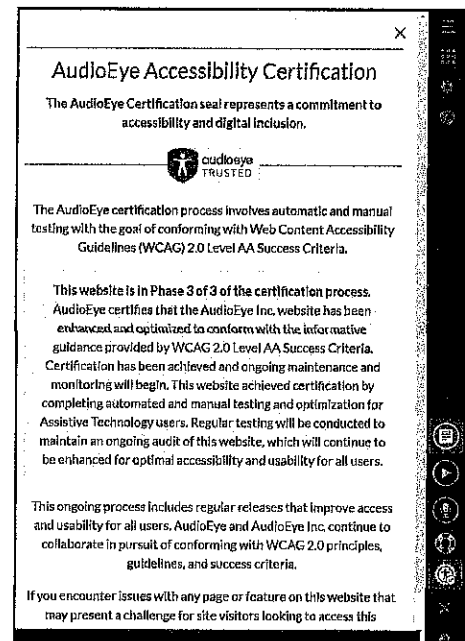 AudioEye Accessibility Certification
The AudioEye Certification seal represents a commitment to
accessibility and digital inclusion.
audioeye
TRUSTED
The AudioEye certification process involves automatic and manual
testing with the goal of conforming with Web Content Accessibility
Guidelines (WCAG) 2.0 Level AA Success Criteria.
This website is in Phase 3 of 3 of the certification process.
AudioEye certifies that the AudioEye Inc. website has been
enhanced and optimized to conform with the informative
guidance provided by WCAG 2.0 Level AA Success Criteria.
Certification has been achieved and ongoing maintenance and
monitoring will begin. This website achieved certification by
completing automated and manual testing and optimization for
Assistive Technology users. Regular testing will be conducted to
maintain an ongoing audit of this website, which will continue to
be enhanced for optimal accessibility and usability for all users.
This ongoing process includes regular releases that improve access
and usability for all users. AudioEye and AudioEye Inc. continue to
collaborate in pursuit of conforming with WCAG 2.0 principles,
guidelines, and success criteria.
If you encounter issues with any page or feature on this website that
may present a challenge for site visitors looking to access this